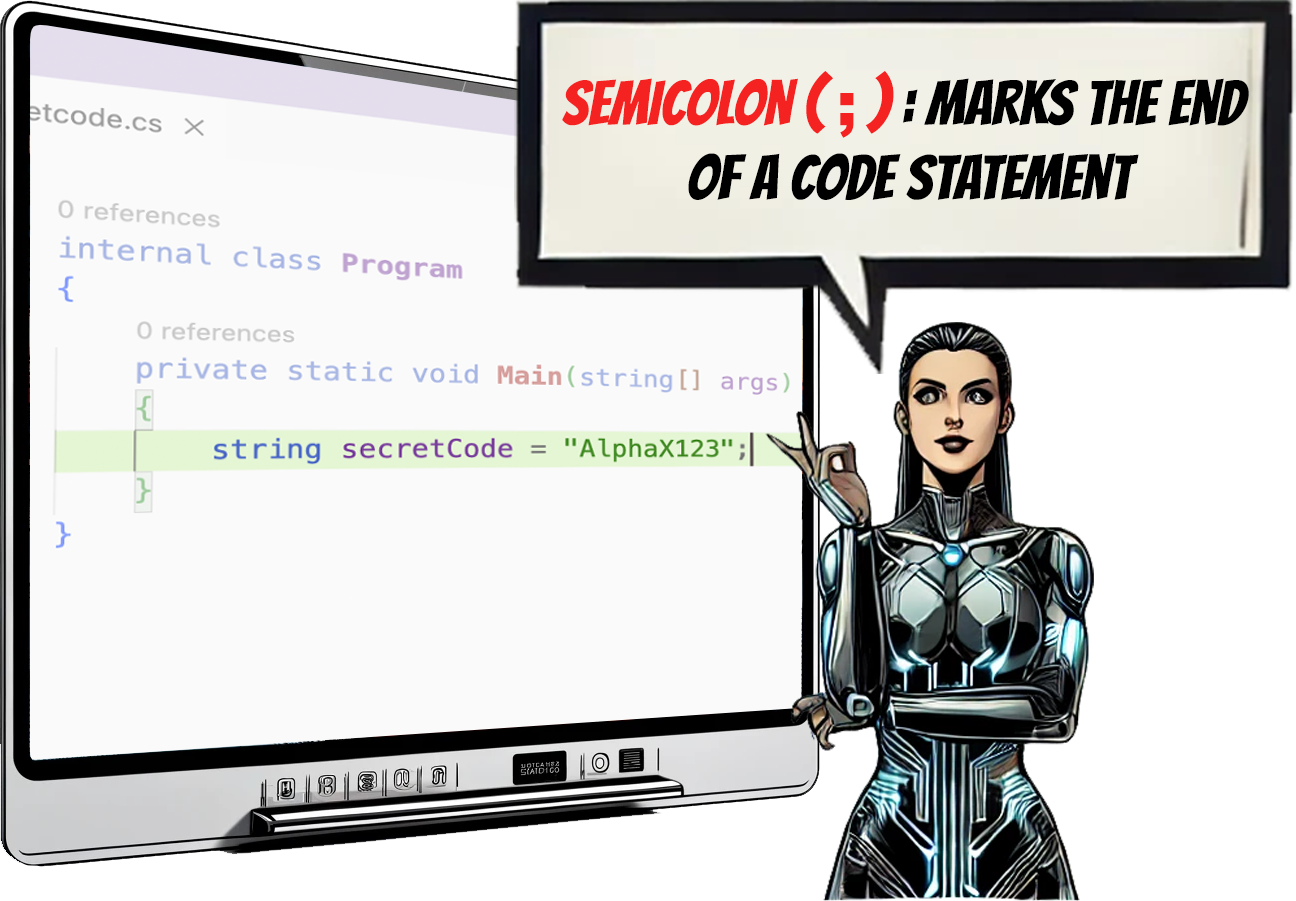 SEMICOLON (;) : MARKS THE END
OF A CODE STATEMENT
etcode.cs ×
0 references
internal class Program
{
0 references
private static void Main(string[] args)
{
string secretCode = "AlphaX123";
}
}